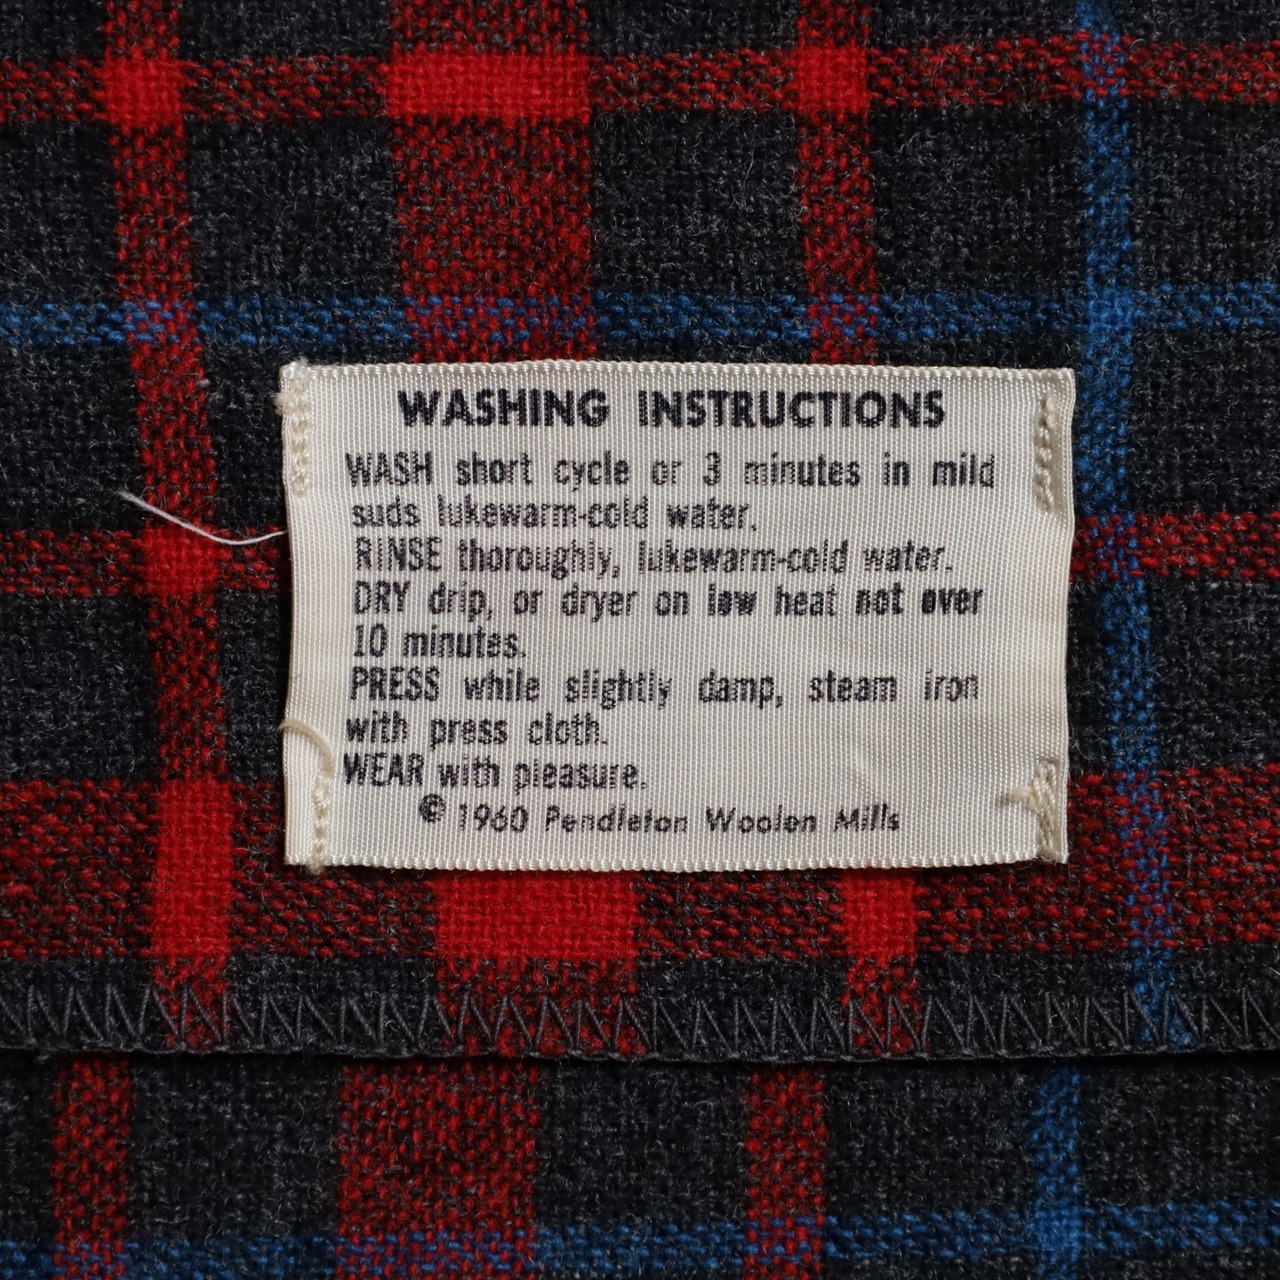 WASHING INSTRUCTIONS
WASH short cycle or 3 minutes in mild
suds lukewarm-cold water.
RINSE thoroughly, lukewarm-cold water.
DRY drip, or dryer on low heat not over
10 minutes.
PRESS while slightly damp, steam iron
with press cloth.
WEAR with pleasure.
© 1960 Pendleton Woolen Mills